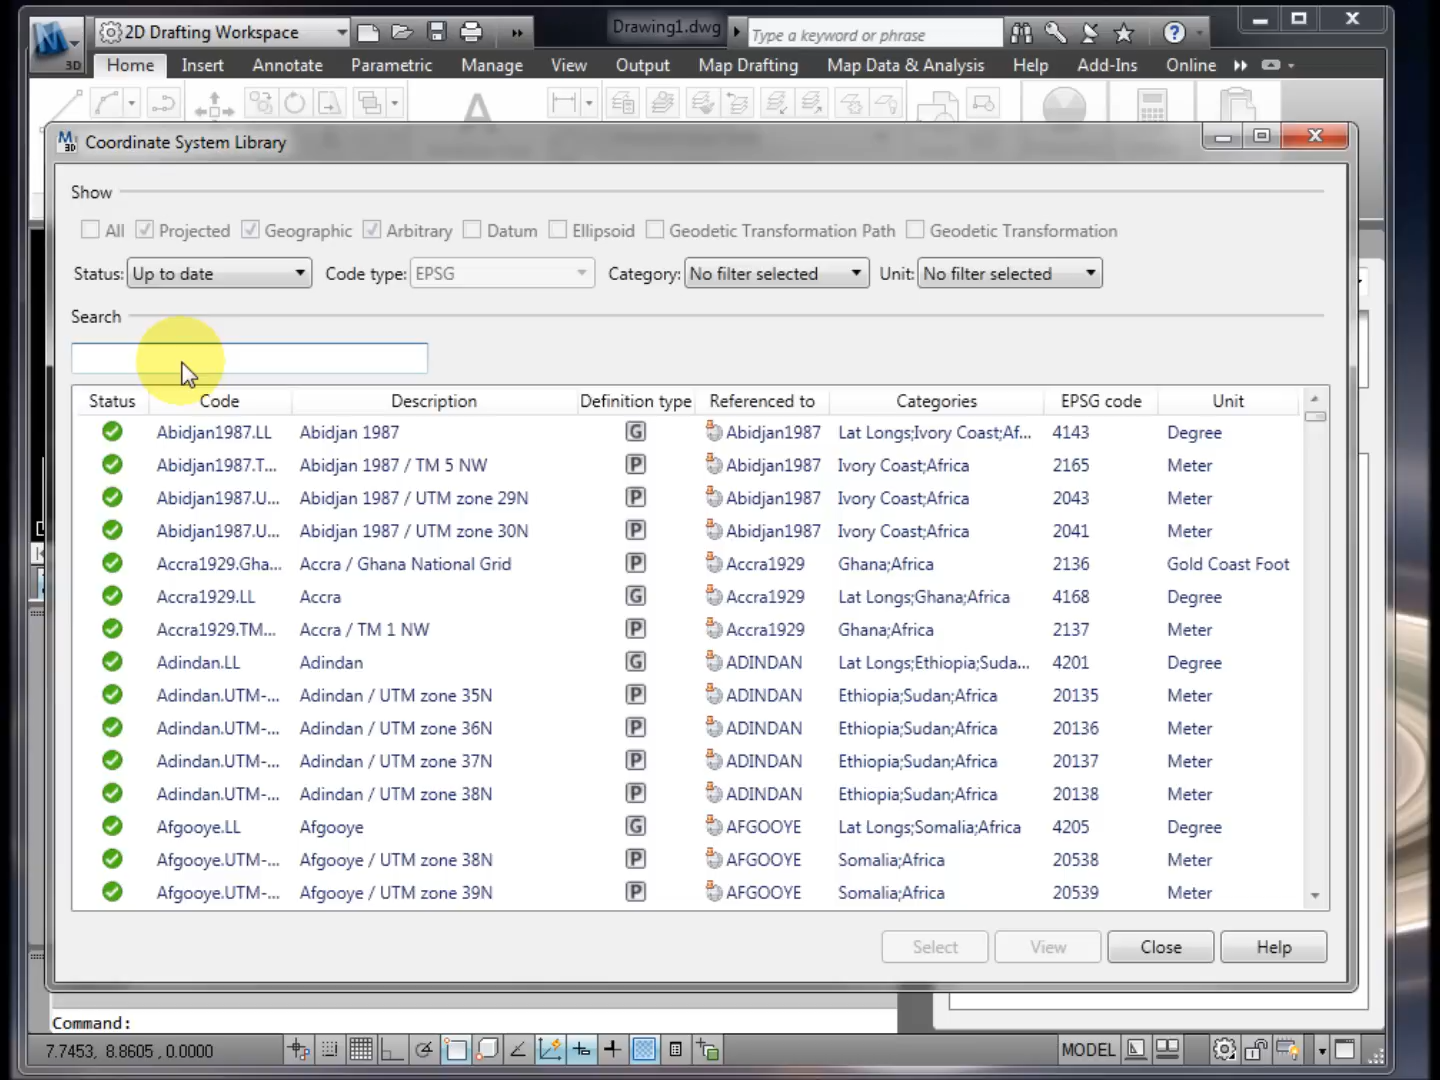 2D Drafting Workspace
Drawing1.dwg
Type a keyword or phrase
3D
Home Insert Annotate Parametric Manage View Output Map Drafting Map Data & Analysis Help Add-Ins Online
Coordinate System Library
Show
All Projected Geographic Arbitrary Datum Ellipsoid Geodetic Transformation Path Geodetic Transformation
Status: Up to date Code type: EPSG Category: No filter selected Unit: No filter selected
Search
Status Code Description Definition type Referenced to Categories EPSG code Unit
Abidjan1987.LL Abidjan 1987 G Abidjan1987 Lat Longs;Ivory Coast;Af... 4143 Degree
Abidjan1987.T... Abidjan 1987 / TM 5 NW P Abidjan1987 Ivory Coast;Africa 2165 Meter
Abidjan1987.U... Abidjan 1987 / UTM zone 29N P Abidjan1987 Ivory Coast;Africa 2043 Meter
Abidjan1987.U... Abidjan 1987 / UTM zone 30N P Abidjan1987 Ivory Coast;Africa 2041 Meter
Accra1929.Gha... Accra / Ghana National Grid P Accra1929 Ghana;Africa 2136 Gold Coast Foot
Accra1929.LL Accra G Accra1929 Lat Longs;Ghana;Africa 4168 Degree
Accra1929.TM... Accra / TM 1 NW P Accra1929 Ghana;Africa 2137 Meter
Adindan.LL Adindan G ADINDAN Lat Longs;Ethiopia;Suda... 4201 Degree
Adindan.UTM-... Adindan / UTM zone 35N P ADINDAN Ethiopia;Sudan;Africa 20135 Meter
Adindan.UTM-... Adindan / UTM zone 36N P ADINDAN Ethiopia;Sudan;Africa 20136 Meter
Adindan.UTM-... Adindan / UTM zone 37N P ADINDAN Ethiopia;Sudan;Africa 20137 Meter
Adindan.UTM-... Adindan / UTM zone 38N P ADINDAN Ethiopia;Sudan;Africa 20138 Meter
Afgooye.LL Afgooye G AFGOOYE Lat Longs;Somalia;Africa 4205 Degree
Afgooye.UTM-... Afgooye / UTM zone 38N P AFGOOYE Somalia;Africa 20538 Meter
Afgooye.UTM-... Afgooye / UTM zone 39N P AFGOOYE Somalia;Africa 20539 Meter
Select View Close Help
Command:
7.7453, 8.8605 , 0.0000 MODEL